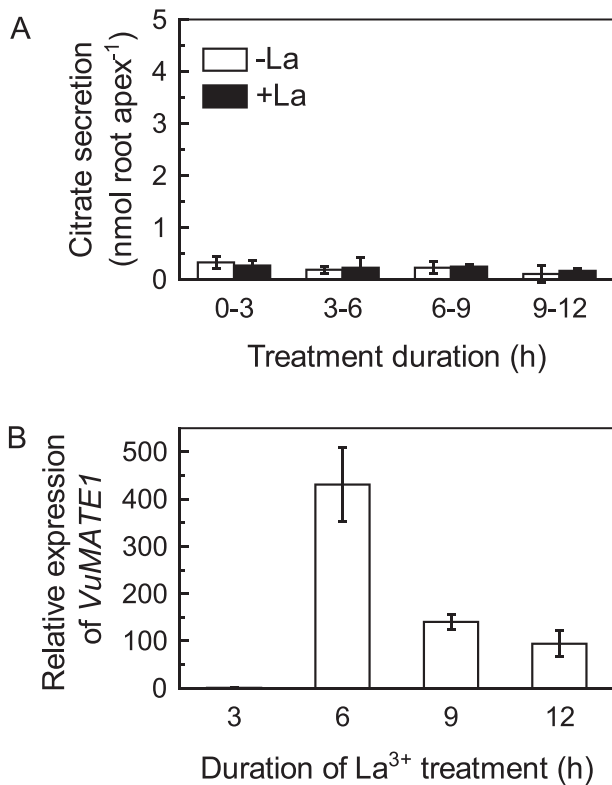 A
Citrate secretion
(nmol root apex⁻¹)
5
4
3
2
1
0
-La
+La
0-3 3-6 6-9 9-12
Treatment duration (h)
B
Relative expression
of VuMATE1
500
400
300
200
100
0
3 6 9 12
Duration of La³⁺ treatment (h)